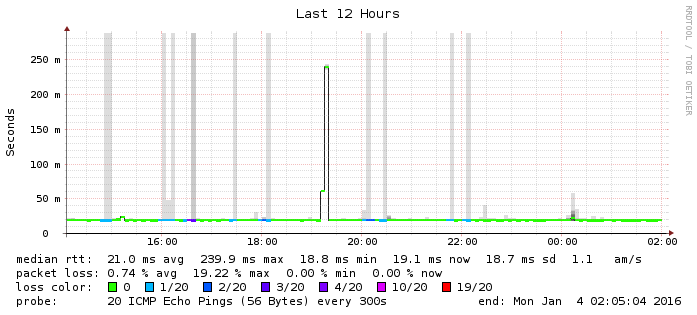 Last 12 Hours
RRDTOOL / TOBI OETIKER
Seconds
250 m
200 m
150 m
100 m
50 m
0
16:00 18:00 20:00 22:00 00:00 02:00
median rtt: 21.0 ms avg 239.9 ms max 18.8 ms min 19.1 ms now 18.7 ms sd 1.1 am/s
packet loss: 0.74 % avg 19.22 % max 0.00 % min 0.00 % now
loss color: 0 1/20 2/20 3/20 4/20 10/20 19/20
probe: 20 ICMP Echo Pings (56 Bytes) every 300s end: Mon Jan 4 02:05:04 2016